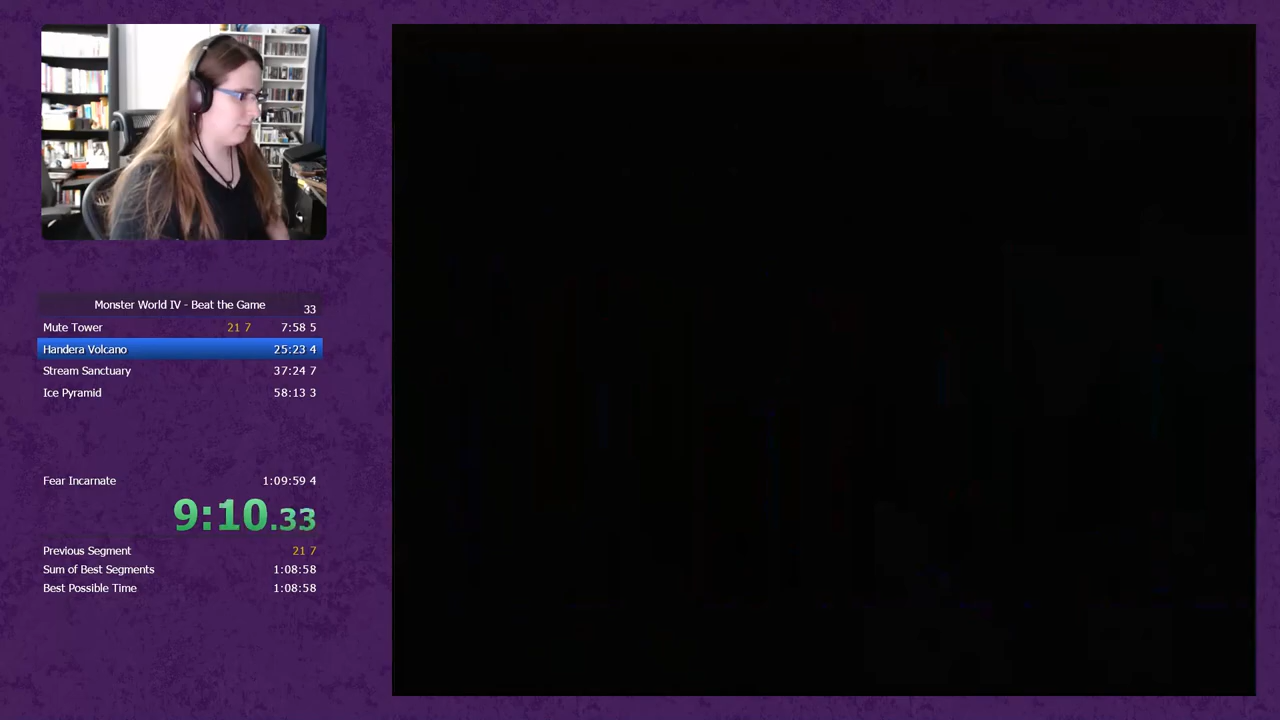 Monster World IV - Beat the Game
33
Mute Tower 21 7 7:58 5
Handera Volcano 25:23 4
Stream Sanctuary 37:24 7
Ice Pyramid 58:13 3
Fear Incarnate 1:09:59 4
9:10.33
Previous Segment 21 7
Sum of Best Segments 1:08:58
Best Possible Time 1:08:58